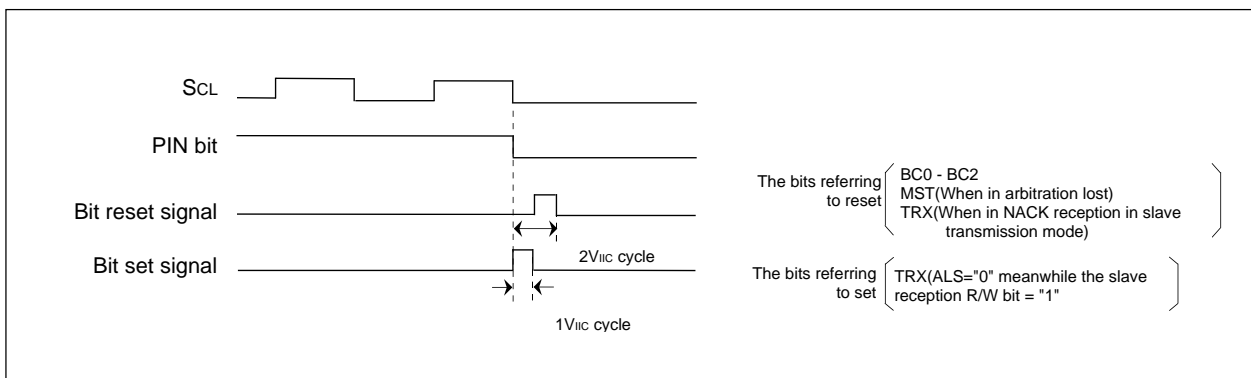 SCL
PIN bit
Bit reset signal
Bit set signal
2VIIC cycle
1VIIC cycle
The bits referring
to reset
BC0 - BC2
MST(When in arbitration lost)
TRX(When in NACK reception in slave
transmission mode)
The bits referring
to set
TRX(ALS="0" meanwhile the slave
reception R/W bit = "1"